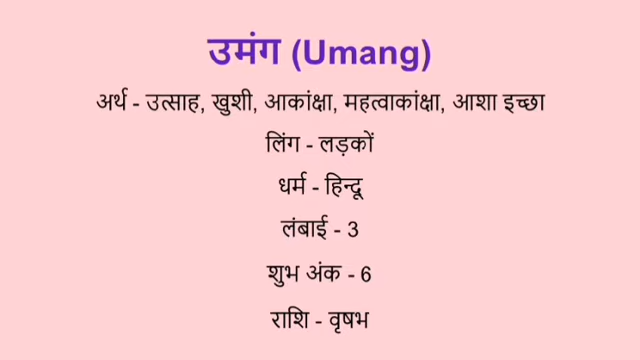 उमंग (Umang)
अर्थ - उत्साह, खुशी, आकांक्षा, महत्वाकांक्षा, आशा इच्छा
लिंग - लड़कों
धर्म - हिन्दू
लंबाई - 3
शुभ अंक - 6
राशि - वृषभ